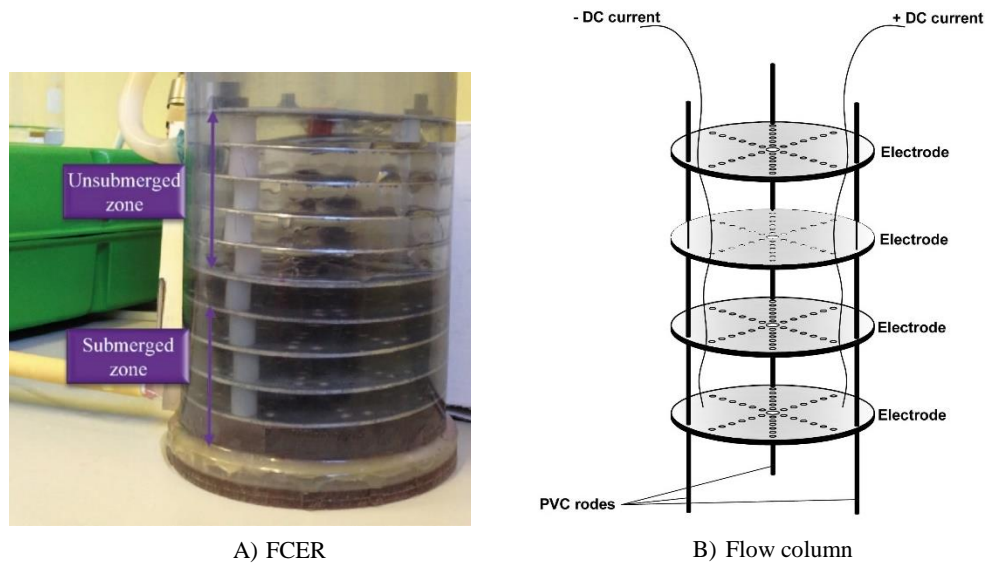 - DC current
+ DC current
Unsubmerged
zone
Submerged
zone
Electrode
Electrode
Electrode
Electrode
PVC rodes
A) FCER
B) Flow column